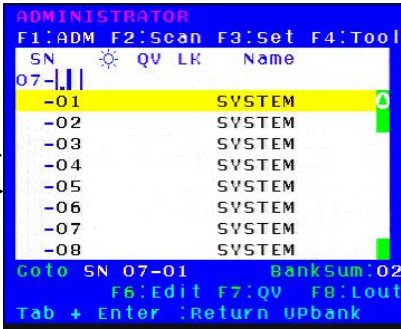 ADMINISTRATOR
F1:ADM F2:Scan F3:Set F4:Tool
SN QV LK Name
07-
-01 SYSTEM
-02 SYSTEM
-03 SYSTEM
-04 SYSTEM
-05 SYSTEM
-06 SYSTEM
-07 SYSTEM
-08 SYSTEM
Goto SN 07-01 BankSum:02
F6:Edit F7:QV F8:Lout
Tab + Enter :Return UPbank